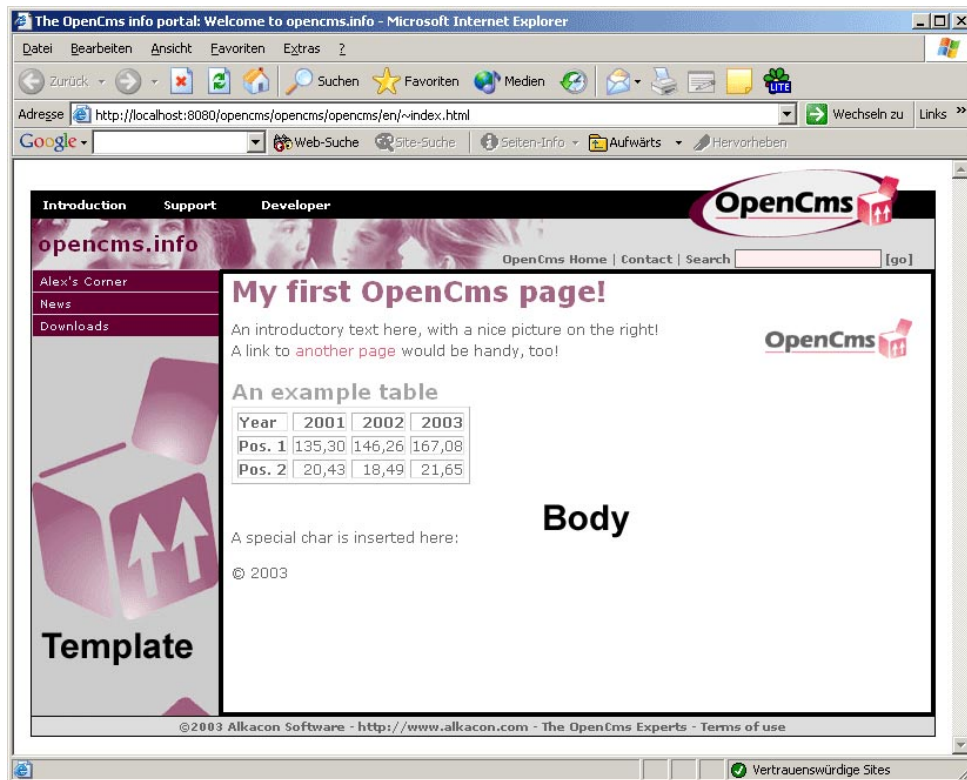 The OpenCms info portal: Welcome to opencms.info - Microsoft Internet Explorer
Datei Bearbeiten Ansicht Favoriten Extras ?
Zurück Suchen Favoriten Medien LITE
Adresse http://localhost:8080/opencms/opencms/opencms/en/~index.html Wechseln zu Links »
Google Web-Suche Site-Suche Seiten-Info Aufwärts Hervorheben
Introduction Support Developer OpenCms
opencms.info
OpenCms Home | Contact | Search [go]
Alex's Corner
News
Downloads
My first OpenCms page!
An introductory text here, with a nice picture on the right!
A link to another page would be handy, too!
OpenCms
An example table
Year 2001 2002 2003
Pos. 1 135,30 146,26 167,08
Pos. 2 20,43 18,49 21,65
Body
A special char is inserted here:
© 2003
Template
©2003 Alkacon Software - http://www.alkacon.com - The OpenCms Experts - Terms of use
Vertrauenswürdige Sites